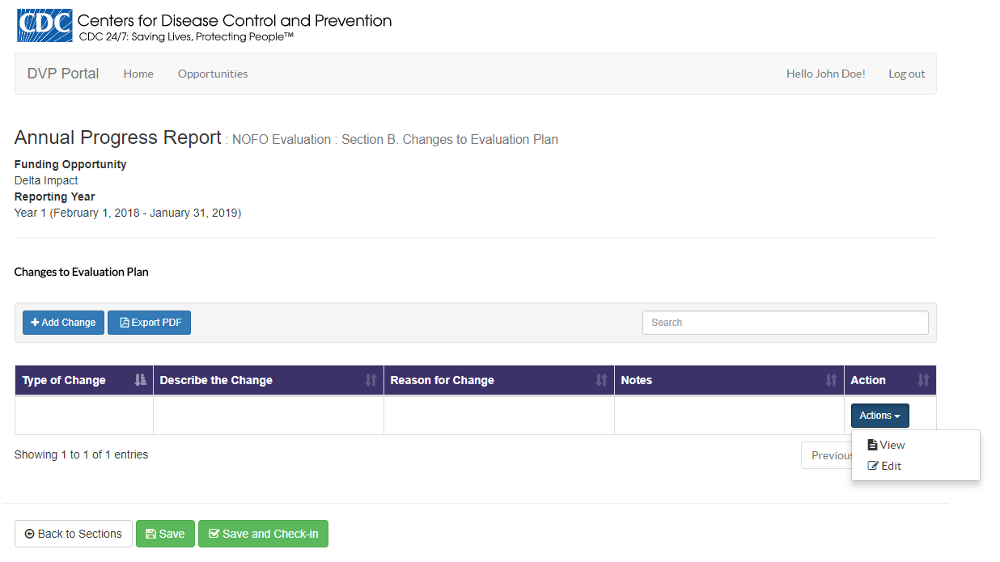 CDC Centers for Disease Control and Prevention
CDC 24/7: Saving Lives, Protecting People™
DVP Portal Home Opportunities Hello John Doe! Log out
Annual Progress Report : NOFO Evaluation : Section B. Changes to Evaluation Plan
Funding Opportunity
Delta Impact
Reporting Year
Year 1 (February 1, 2018 - January 31, 2019)
Changes to Evaluation Plan
Add Change Export PDF Search
Type of Change Describe the Change Reason for Change Notes Action
Actions
View
Edit
Showing 1 to 1 of 1 entries Previous
Back to Sections Save Save and Check-in